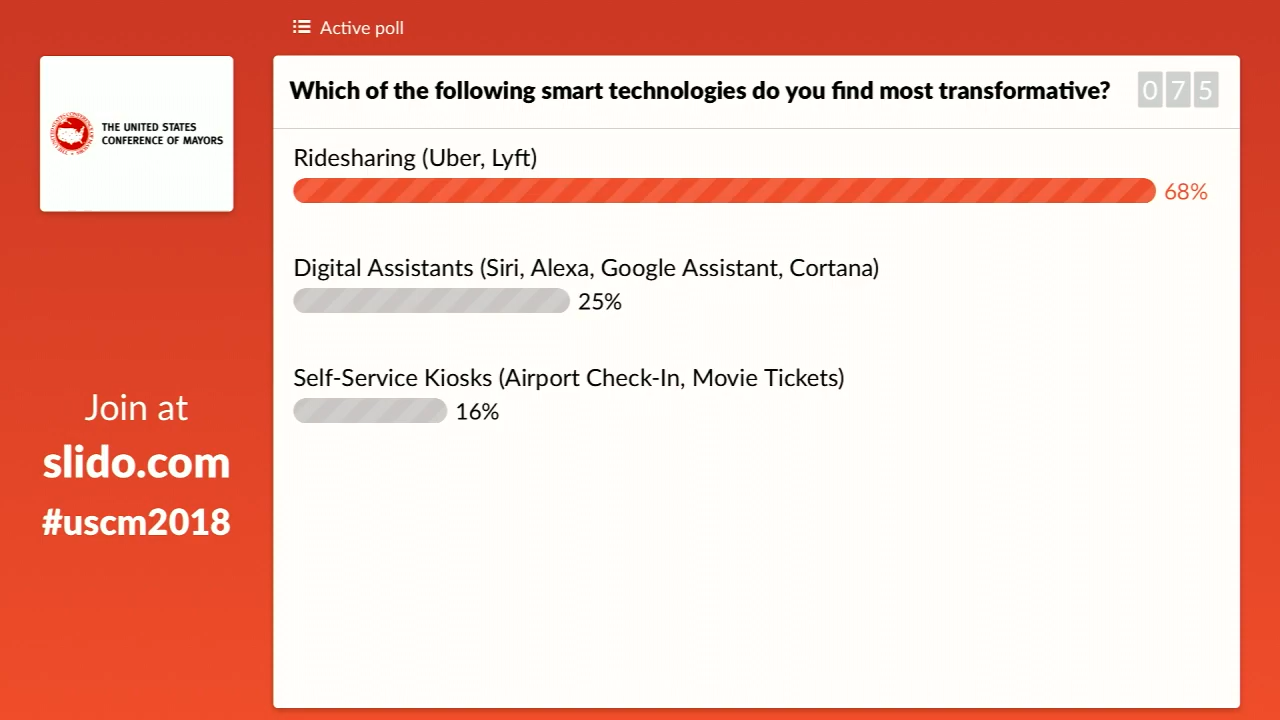 Active poll
THE UNITED STATES
CONFERENCE OF MAYORS
Which of the following smart technologies do you find most transformative?
075
Ridesharing (Uber, Lyft)
68%
Digital Assistants (Siri, Alexa, Google Assistant, Cortana)
25%
Self-Service Kiosks (Airport Check-In, Movie Tickets)
16%
Join at
slido.com
#uscm2018